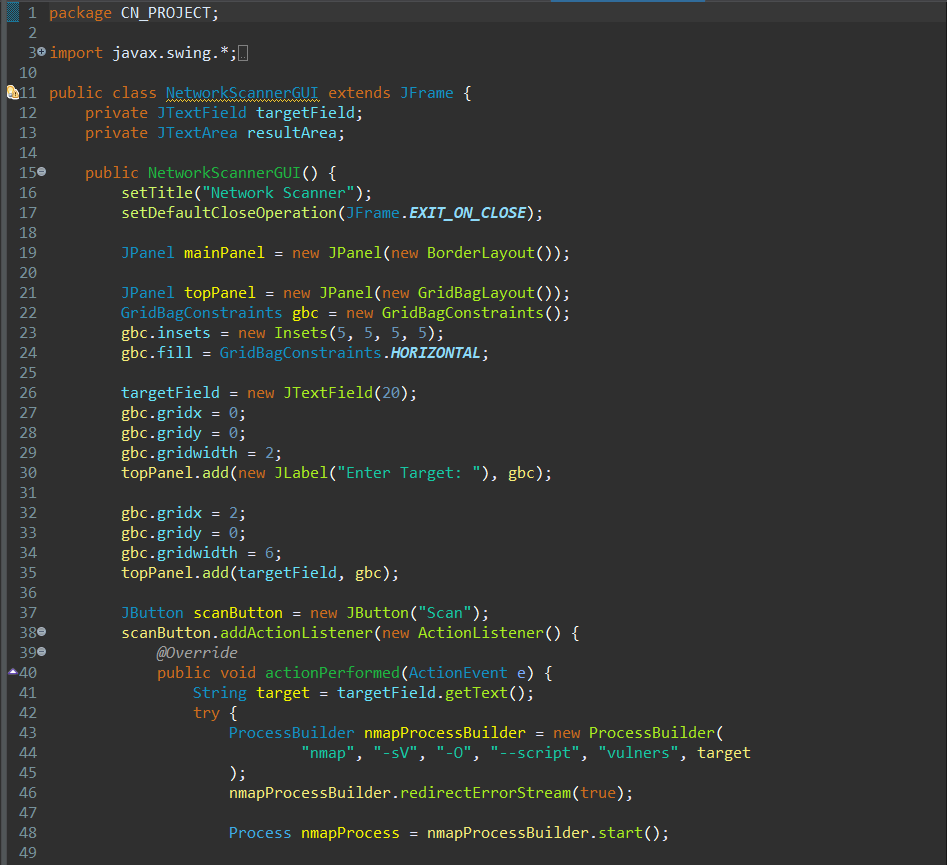 1 package CN_PROJECT;
2
3 import javax.swing.*;
10
11 public class NetworkScannerGUI extends JFrame {
12     private JTextField targetField;
13     private JTextArea resultArea;
14
15     public NetworkScannerGUI() {
16         setTitle("Network Scanner");
17         setDefaultCloseOperation(JFrame.EXIT_ON_CLOSE);
18
19         JPanel mainPanel = new JPanel(new BorderLayout());
20
21         JPanel topPanel = new JPanel(new GridBagLayout());
22         GridBagConstraints gbc = new GridBagConstraints();
23         gbc.insets = new Insets(5, 5, 5, 5);
24         gbc.fill = GridBagConstraints.HORIZONTAL;
25
26         targetField = new JTextField(20);
27         gbc.gridx = 0;
28         gbc.gridy = 0;
29         gbc.gridwidth = 2;
30         topPanel.add(new JLabel("Enter Target: "), gbc);
31
32         gbc.gridx = 2;
33         gbc.gridy = 0;
34         gbc.gridwidth = 6;
35         topPanel.add(targetField, gbc);
36
37         JButton scanButton = new JButton("Scan");
38         scanButton.addActionListener(new ActionListener() {
39             @Override
40             public void actionPerformed(ActionEvent e) {
41                 String target = targetField.getText();
42                 try {
43                     ProcessBuilder nmapProcessBuilder = new ProcessBuilder(
44                             "nmap", "-sV", "-O", "--script", "vulners", target
45                     );
46                     nmapProcessBuilder.redirectErrorStream(true);
47
48                     Process nmapProcess = nmapProcessBuilder.start();
49